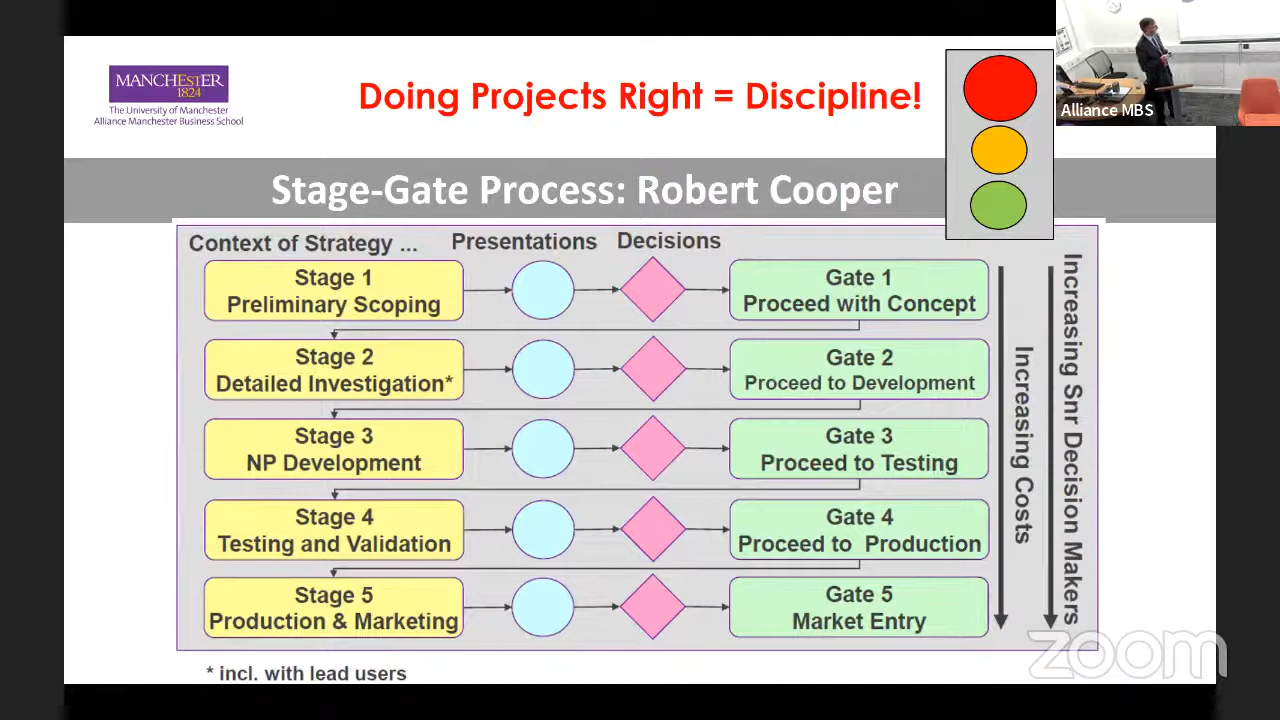 MANCHESTER
1824
The University of Manchester
Alliance Manchester Business School
Doing Projects Right = Discipline!
Alliance MBS
Stage-Gate Process: Robert Cooper
Context of Strategy ...
Presentations
Decisions
Stage 1
Preliminary Scoping
Gate 1
Proceed with Concept
Stage 2
Detailed Investigation*
Gate 2
Proceed to Development
Stage 3
NP Development
Gate 3
Proceed to Testing
Stage 4
Testing and Validation
Gate 4
Proceed to Production
Stage 5
Production & Marketing
Gate 5
Market Entry
Increasing Costs
Increasing Snr Decision Makers
* incl. with lead users
zoom